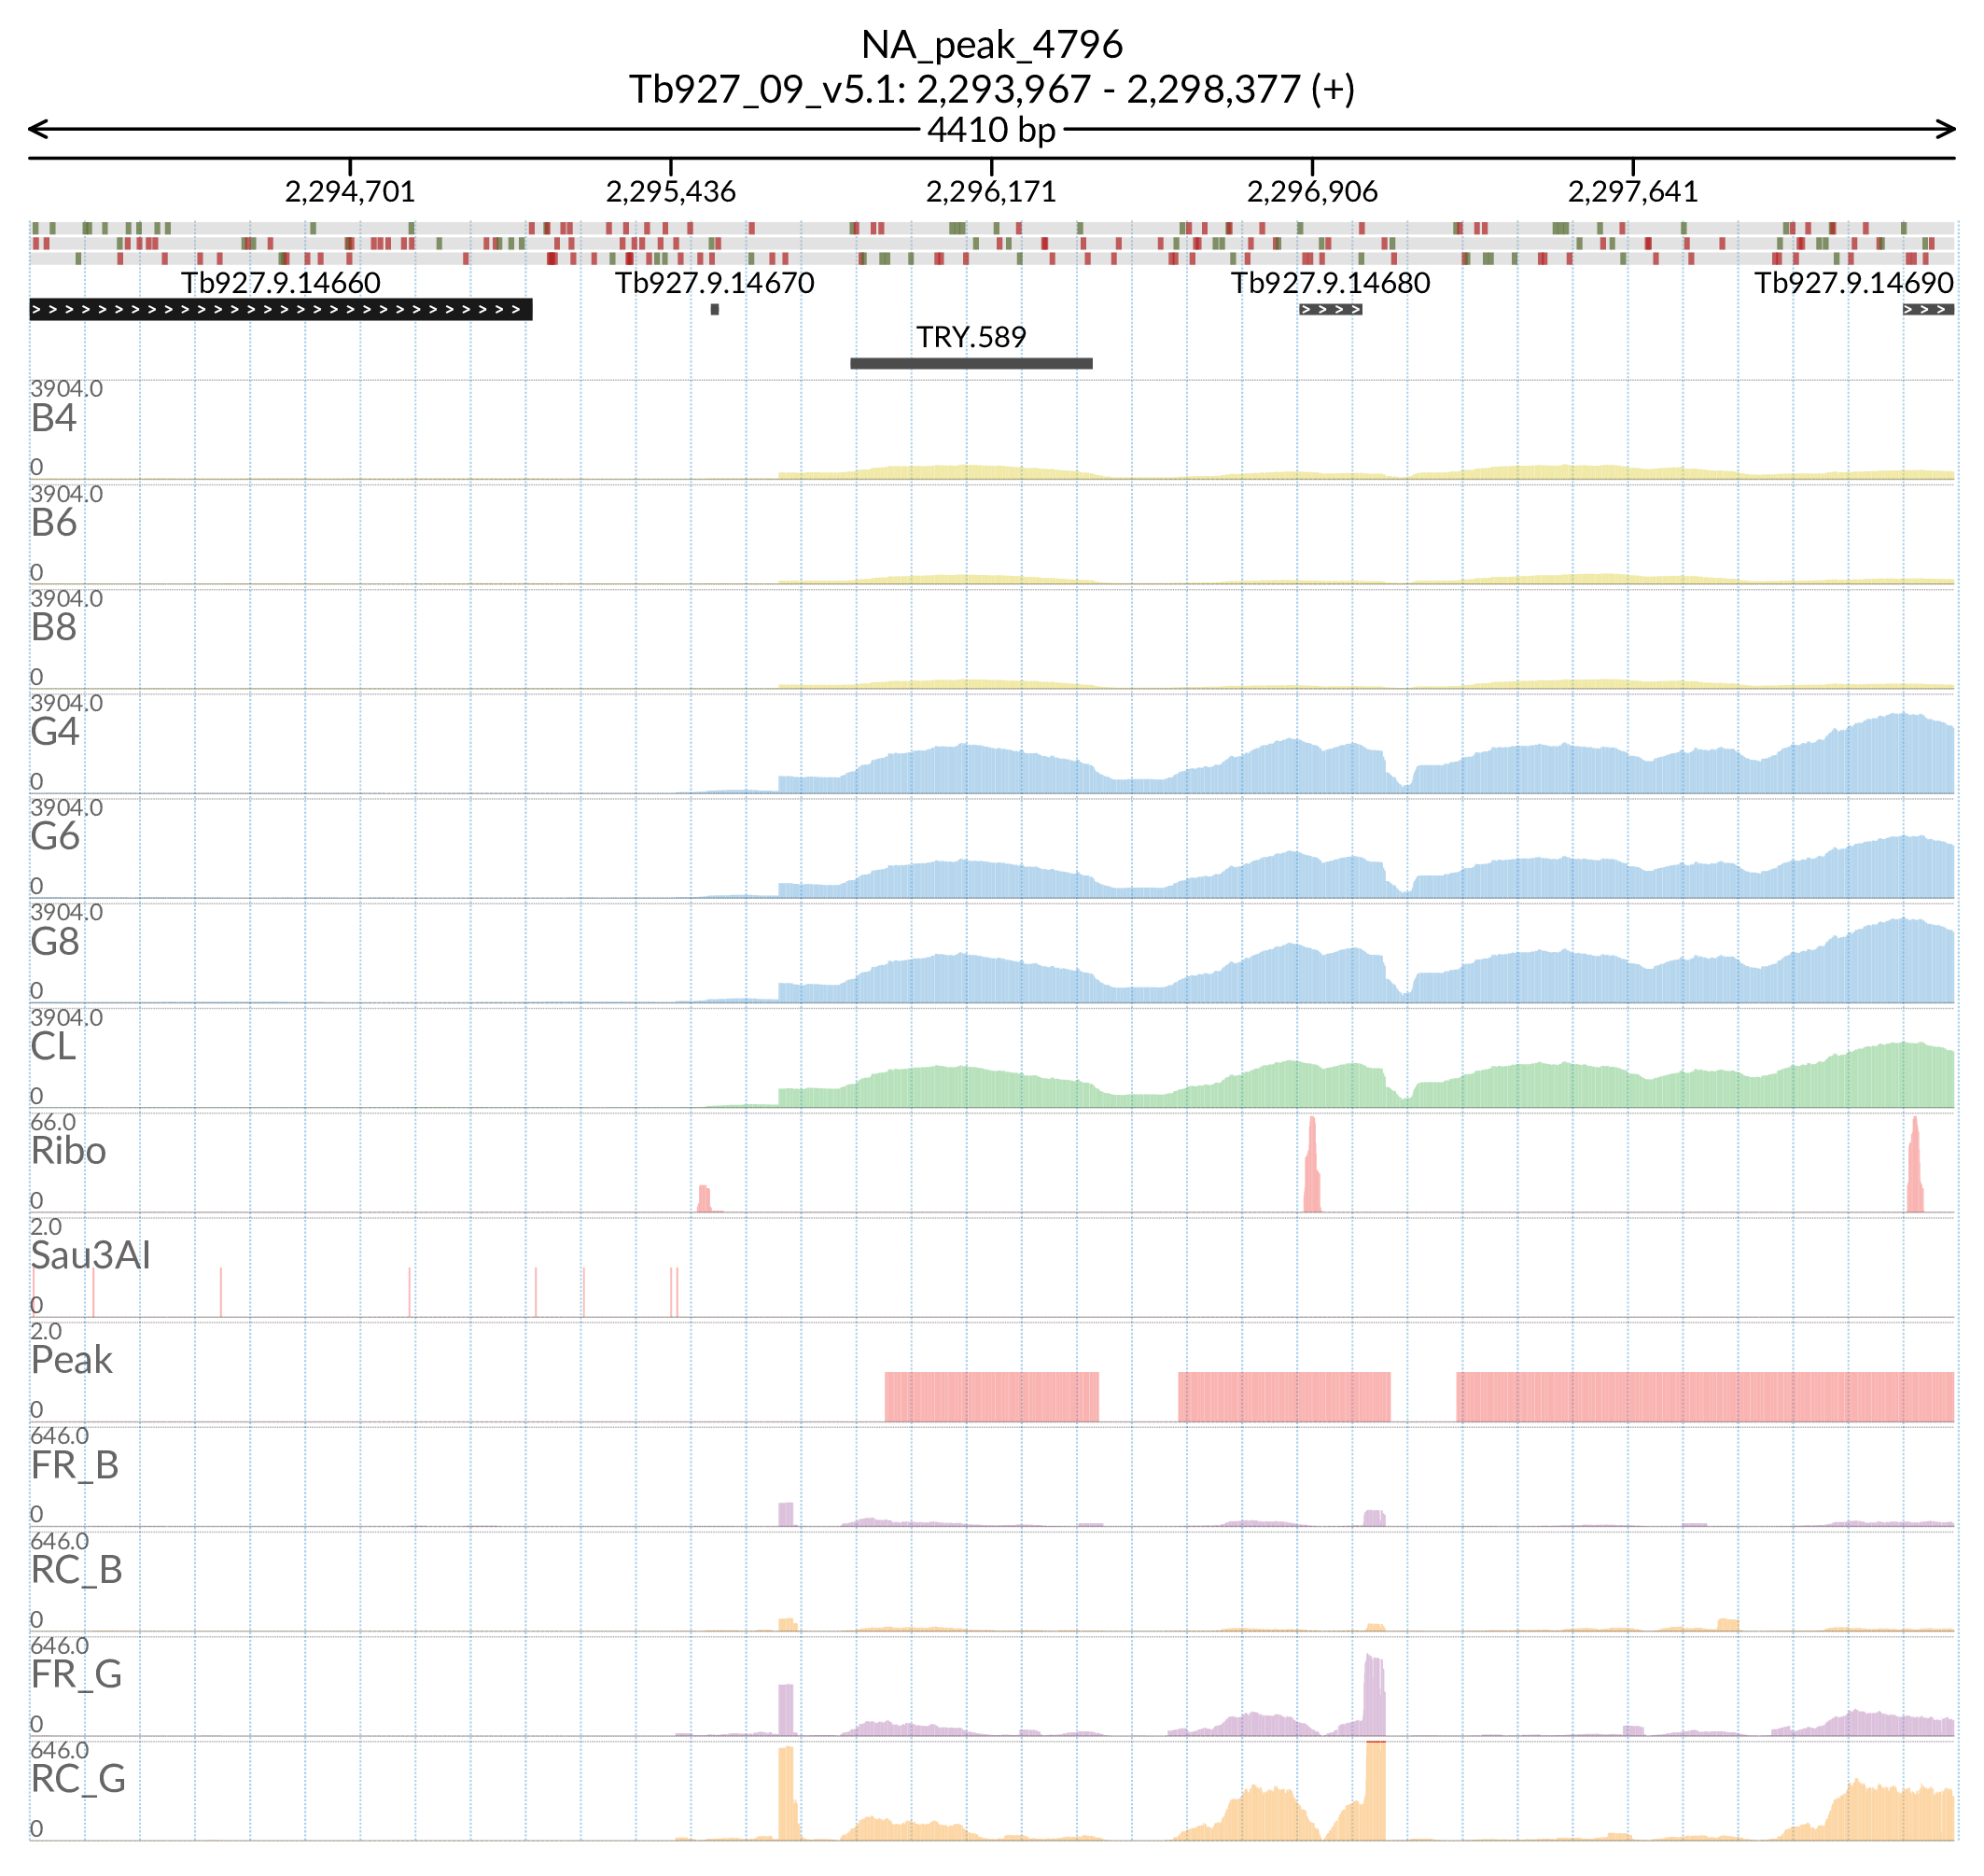 NA_peak_4796
Tb927_09_v5.1: 2,293,967 - 2,298,377 (+)
4410 bp
2,294,701 2,295,436 2,296,171 2,296,906 2,297,641
Tb927.9.14660 Tb927.9.14670 Tb927.9.14680 Tb927.9.14690
TRY.589
3904.0
B4
0
3904.0
B6
0
3904.0
B8
0
3904.0
G4
0
3904.0
G6
0
3904.0
G8
0
3904.0
CL
0
66.0
Ribo
0
2.0
Sau3AI
0
2.0
Peak
0
646.0
FR_B
0
646.0
RC_B
0
646.0
FR_G
0
646.0
RC_G
0